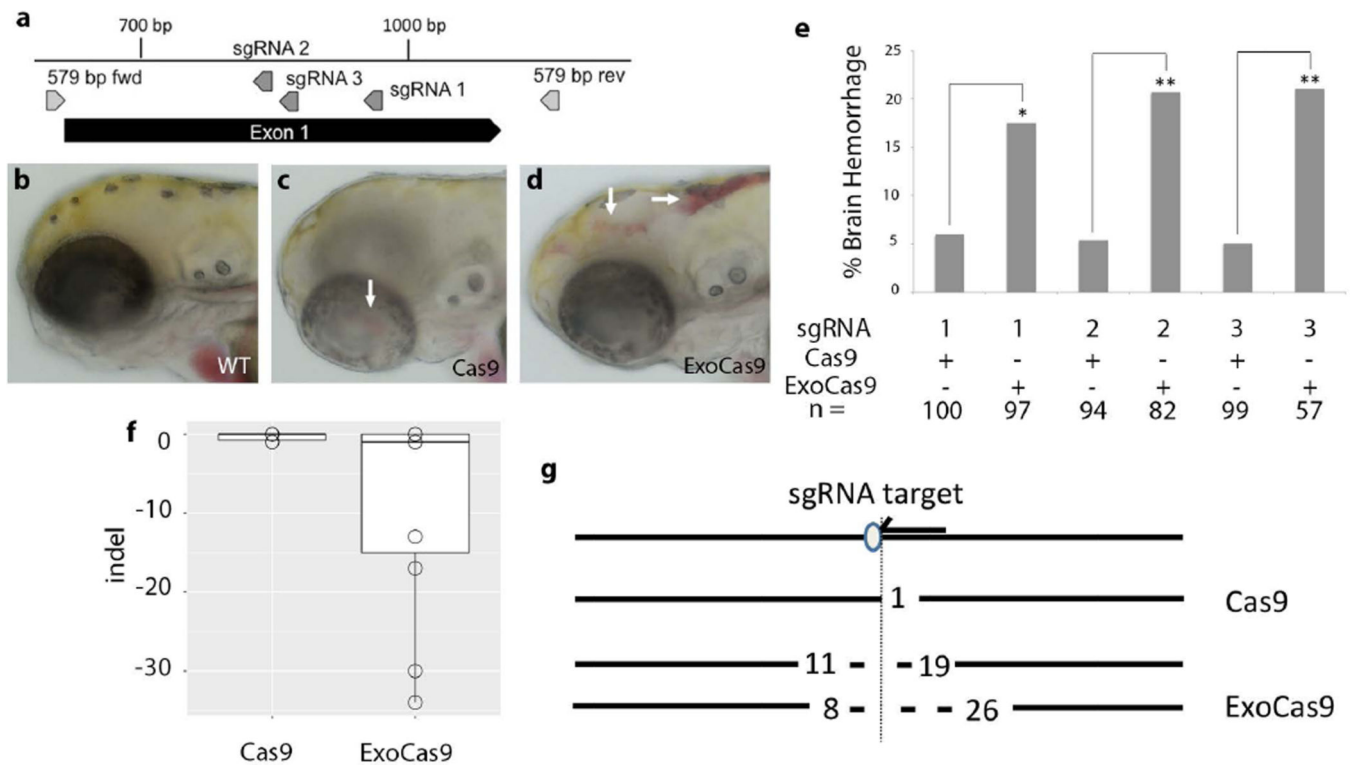 a
700 bp
1000 bp
sgRNA 2
579 bp fwd
sgRNA 3
sgRNA 1
579 bp rev
Exon 1
b
WT
c
Cas9
d
ExoCas9
e
% Brain Hemorrhage
25
20
15
10
5
0
*
**
**
sgRNA 1 1 2 2 3 3
Cas9 + - + - + -
ExoCas9 - + - + - +
n = 100 97 94 82 99 57
f
indel
0
-10
-20
-30
Cas9 ExoCas9
g
sgRNA target
1 Cas9
11 19
8 26 ExoCas9